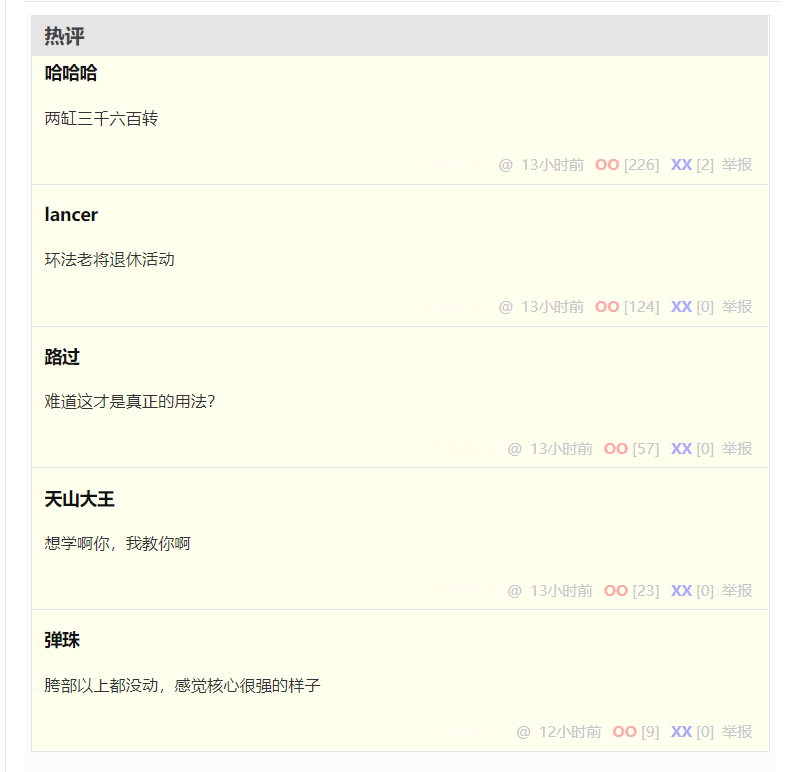 热评
哈哈哈
两缸三千六百转
@ 13小时前 OO [226] XX [2] 举报
lancer
环法老将退休活动
@ 13小时前 OO [124] XX [0] 举报
路过
难道这才是真正的用法?
@ 13小时前 OO [57] XX [0] 举报
天山大王
想学啊你，我教你啊
@ 13小时前 OO [23] XX [0] 举报
弹珠
胯部以上都没动，感觉核心很强的样子
@ 12小时前 OO [9] XX [0] 举报